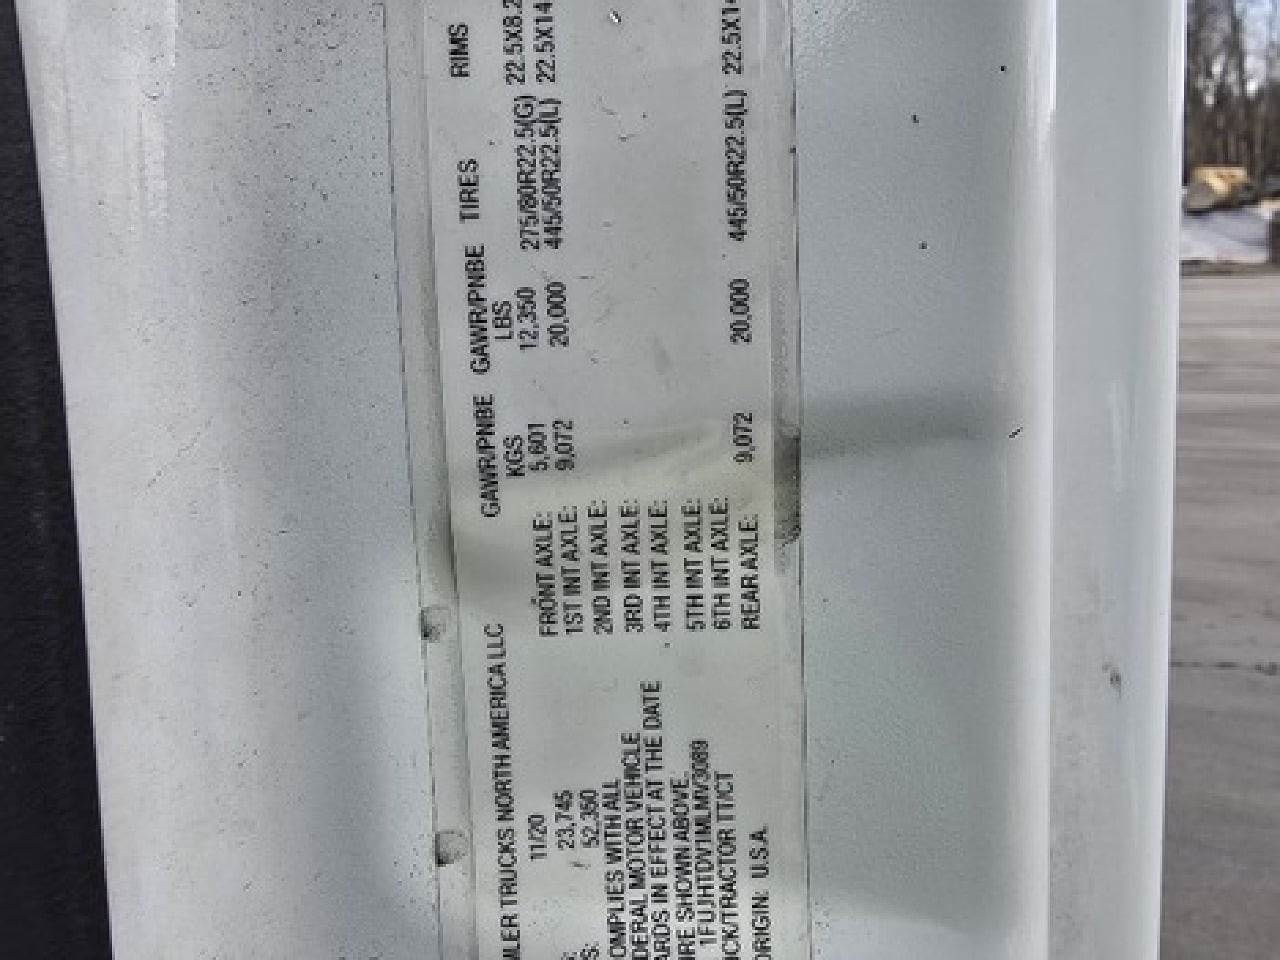 MLER TRUCKS NORTH AMERICA LLC
11/20
23,745
S: 52,350
OMPLIES WITH ALL
DERAL MOTOR VEHICLE
ARDS IN EFFECT AT THE DATE
RE SHOWN ABOVE.
1FUJHTDV1MLMV3089
CK/TRACTOR TT/CT
ORIGIN: U.S.A.
GAWR/PNBE GAWR/PNBE TIRES RIMS
KGS LBS
FRONT AXLE: 5,601 12,350 275/80R22.5(G) 22.5X8.2
1ST INT AXLE: 9,072 20,000 445/50R22.5(L) 22.5X14
2ND INT AXLE:
3RD INT AXLE:
4TH INT AXLE:
5TH INT AXLE:
6TH INT AXLE:
REAR AXLE: 9,072 20,000 445/50R22.5(L) 22.5X14